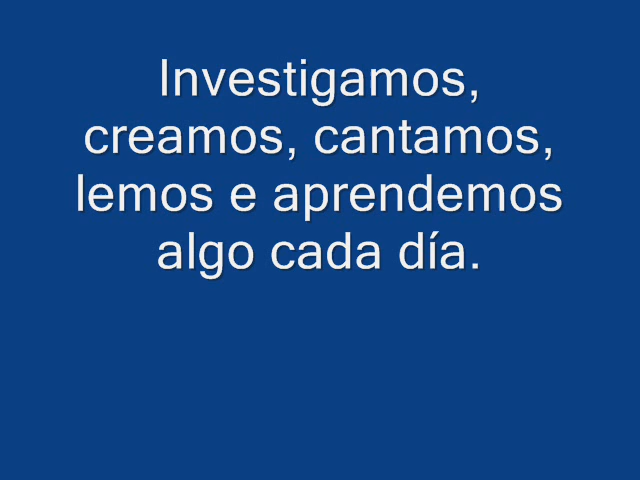 Investigamos,
creamos, cantamos,
lemos e aprendemos
algo cada día.